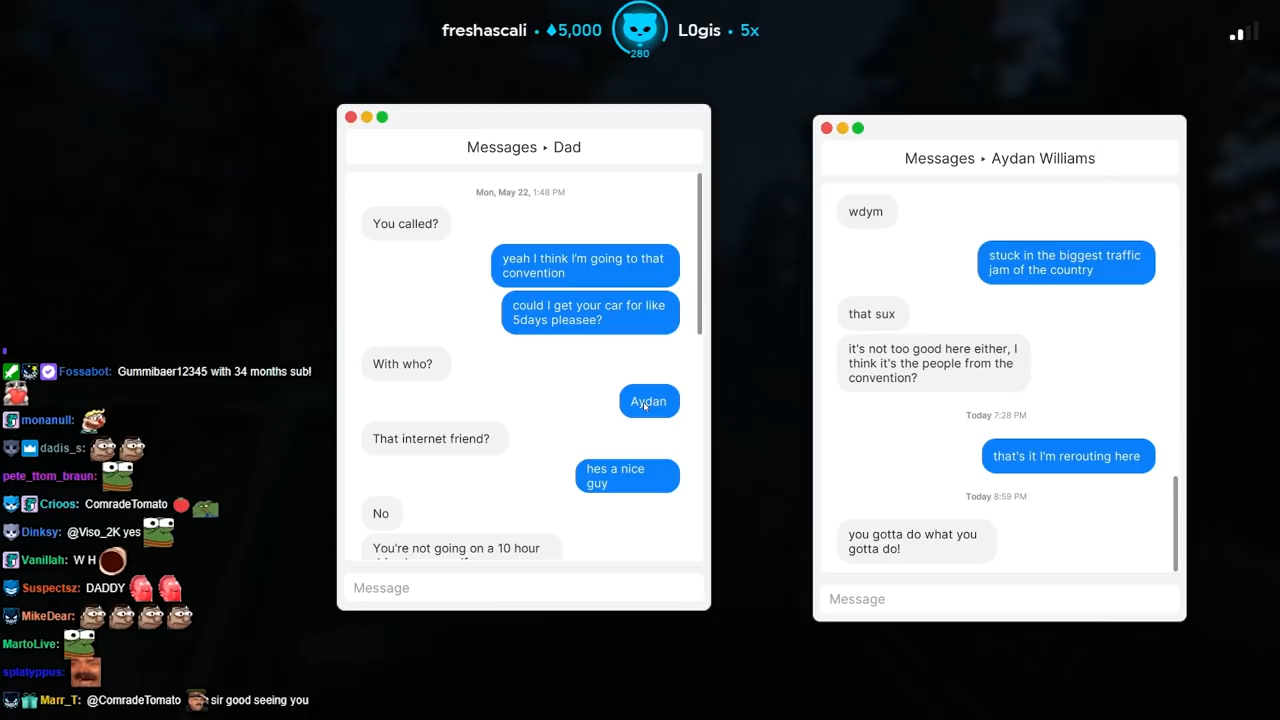 freshascali • 5,000
280
L0gis • 5x
Messages ‣ Dad
Mon, May 22, 1:48 PM
You called?
yeah I think I'm going to that
convention
could I get your car for like
5days pleasee?
With who?
Aydan
That internet friend?
hes a nice
guy
No
You're not going on a 10 hour
Message
Messages ‣ Aydan Williams
wdym
stuck in the biggest traffic
jam of the country
that sux
it's not too good here either, I
think it's the people from the
convention?
Today 7:28 PM
that's it I'm rerouting here
Today 8:59 PM
you gotta do what you
gotta do!
Message
Fossabot: Gummibaer12345 with 34 months sub!
monanull:
dadis_s:
pete_ttom_braun:
Crioos: ComradeTomato
Dinksy: @Viso_2K yes
Vanillah: W H
Suspectsz: DADDY
MikeDear:
MartoLive:
splatyppus:
Marr_T: @ComradeTomato sir good seeing you